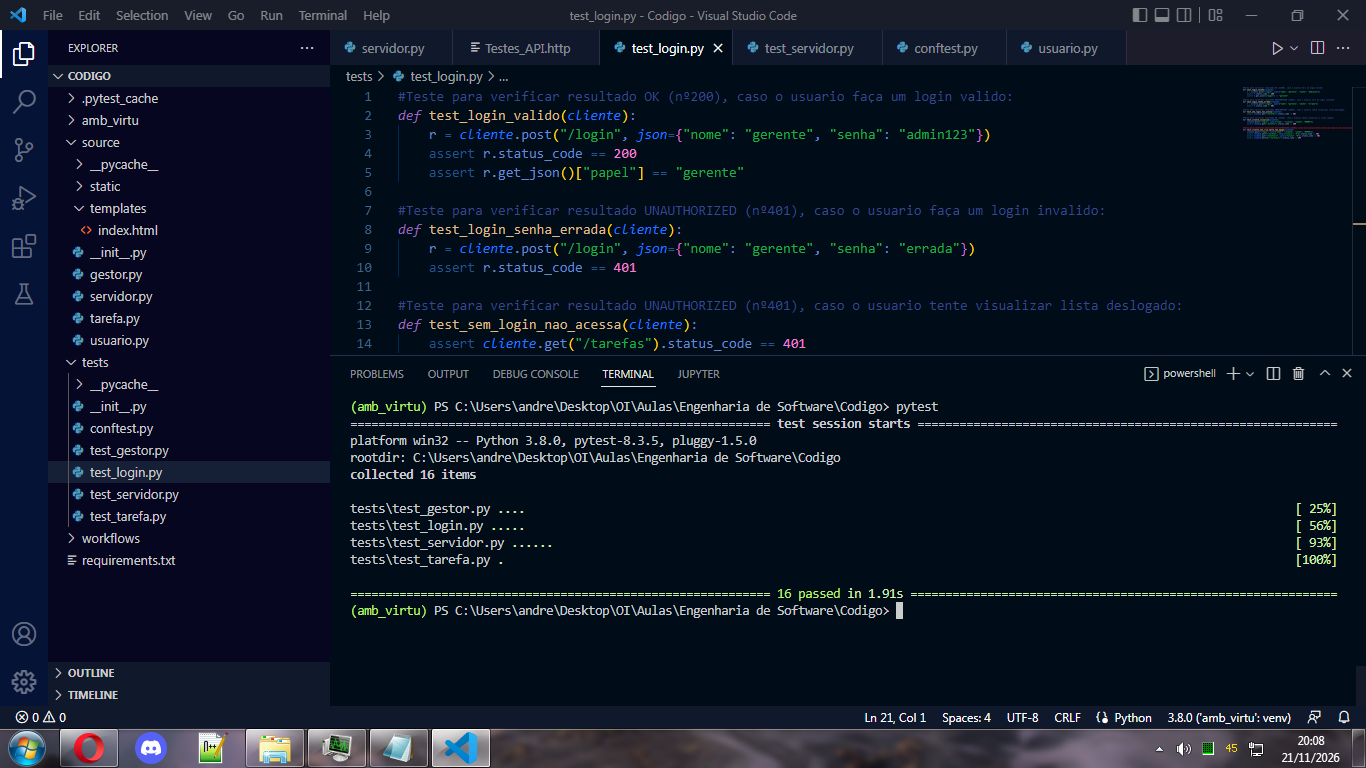 File Edit Selection View Go Run Terminal Help
test_login.py - Codigo - Visual Studio Code
EXPLORER
CODIGO
.pytest_cache
amb_virtu
source
__pycache__
static
templates
index.html
__init__.py
gestor.py
servidor.py
tarefa.py
usuario.py
tests
__pycache__
__init__.py
conftest.py
test_gestor.py
test_login.py
test_servidor.py
test_tarefa.py
workflows
requirements.txt
OUTLINE
TIMELINE
servidor.py Testes_API.http test_login.py test_servidor.py conftest.py usuario.py
tests > test_login.py > ...
1 #Teste para verificar resultado OK (nº200), caso o usuario faça um login valido:
2 def test_login_valido(cliente):
3 r = cliente.post("/login", json={"nome": "gerente", "senha": "admin123"})
4 assert r.status_code == 200
5 assert r.get_json()["papel"] == "gerente"
6
7 #Teste para verificar resultado UNAUTHORIZED (nº401), caso o usuario faça um login invalido:
8 def test_login_senha_errada(cliente):
9 r = cliente.post("/login", json={"nome": "gerente", "senha": "errada"})
10 assert r.status_code == 401
11
12 #Teste para verificar resultado UNAUTHORIZED (nº401), caso o usuario tente visualizar lista deslogado:
13 def test_sem_login_nao_acessa(cliente):
14 assert cliente.get("/tarefas").status_code == 401
PROBLEMS OUTPUT DEBUG CONSOLE TERMINAL JUPYTER
powershell
(amb_virtu) PS C:\Users\andre\Desktop\OI\Aulas\Engenharia de Software\Codigo> pytest
============================================================ test session starts ============================================================
platform win32 -- Python 3.8.0, pytest-8.3.5, pluggy-1.5.0
rootdir: C:\Users\andre\Desktop\OI\Aulas\Engenharia de Software\Codigo
collected 16 items
tests\test_gestor.py .... [ 25%]
tests\test_login.py ..... [ 56%]
tests\test_servidor.py ...... [ 93%]
tests\test_tarefa.py . [100%]
============================================================ 16 passed in 1.91s =============================================================
(amb_virtu) PS C:\Users\andre\Desktop\OI\Aulas\Engenharia de Software\Codigo>
0 0
Ln 21, Col 1 Spaces: 4 UTF-8 CRLF Python 3.8.0 ('amb_virtu': venv)
45
20:08
21/11/2026